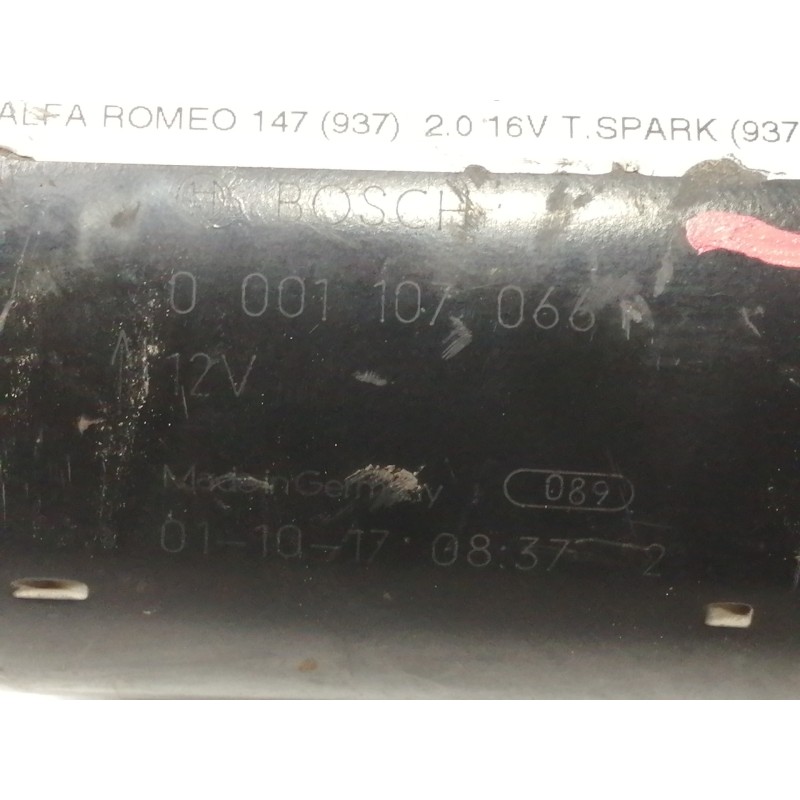 ALFA ROMEO 147 (937) 2.0 16V T.SPARK (937
BOSCH
0 001 107 066
12V
Made in Germany 089
01-10-17 08:37 2